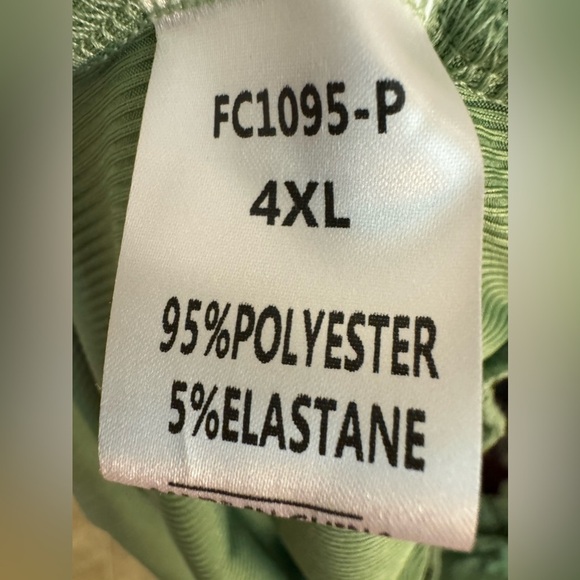 FC1095-P
4XL
95%POLYESTER
5%ELASTANE